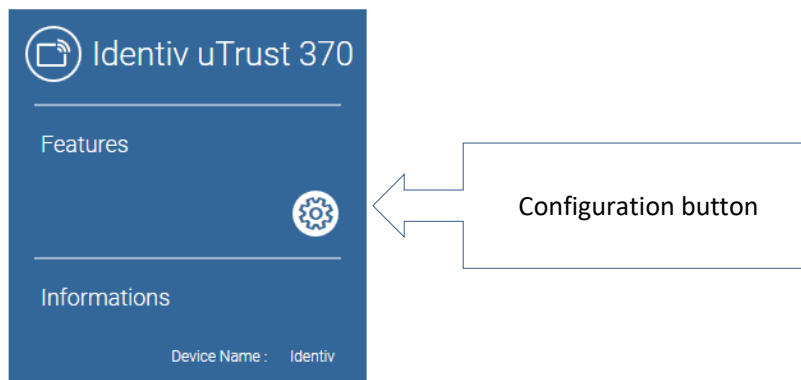 Identiv uTrust 370
Features
Configuration button
Informations
Device Name : Identiv